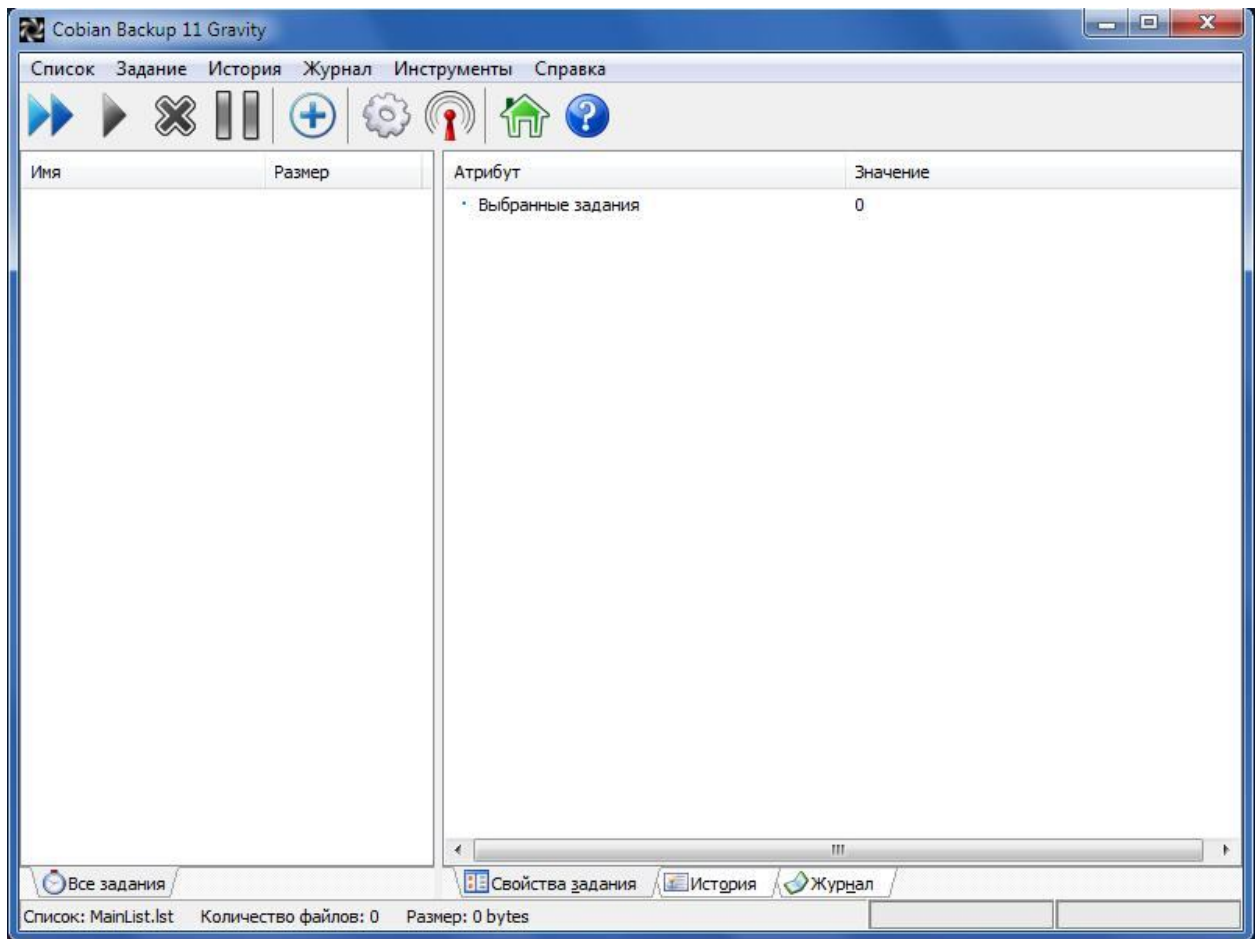 Cobian Backup 11 Gravity
Список Задание История Журнал Инструменты Справка
Имя Размер Атрибут Значение
Выбранные задания 0
Все задания Свойства задания История Журнал
Список: MainList.lst Количество файлов: 0 Размер: 0 bytes